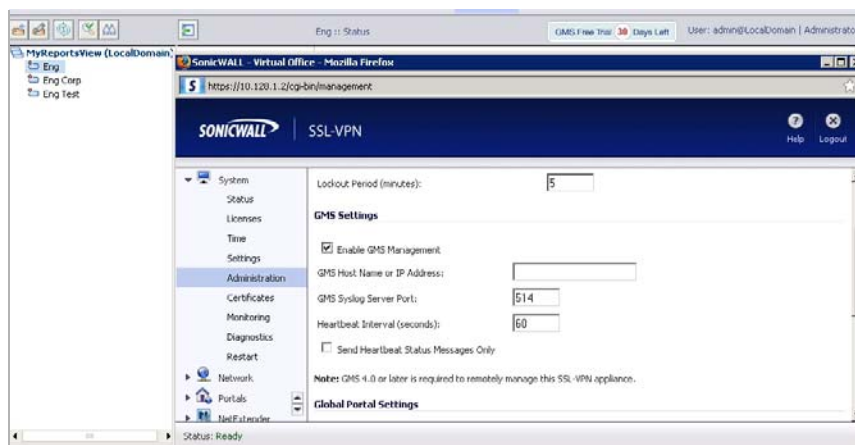 Eng :: Status
GMS Free Trial 30 Days Left
User: admin@LocalDomain | Administrato
MyReportsView (LocalDomain)
Eng
Eng Corp
Eng Test
SonicWALL - Virtual Office - Mozilla Firefox
S https://10.128.1.2/cgi-bin/management
SONICWALL
SSL-VPN
Help
Logout
System
Status
Licenses
Time
Settings
Administration
Certificates
Monitoring
Diagnostics
Restart
Network
Portals
NetExtender
Lockout Period (minutes): 5
GMS Settings
Enable GMS Management
GMS Host Name or IP Address:
GMS Syslog Server Port: 514
Heartbeat Interval (seconds): 60
Send Heartbeat Status Messages Only
Note: GMS 4.0 or later is required to remotely manage this SSL-VPN appliance.
Global Portal Settings
Status: Ready